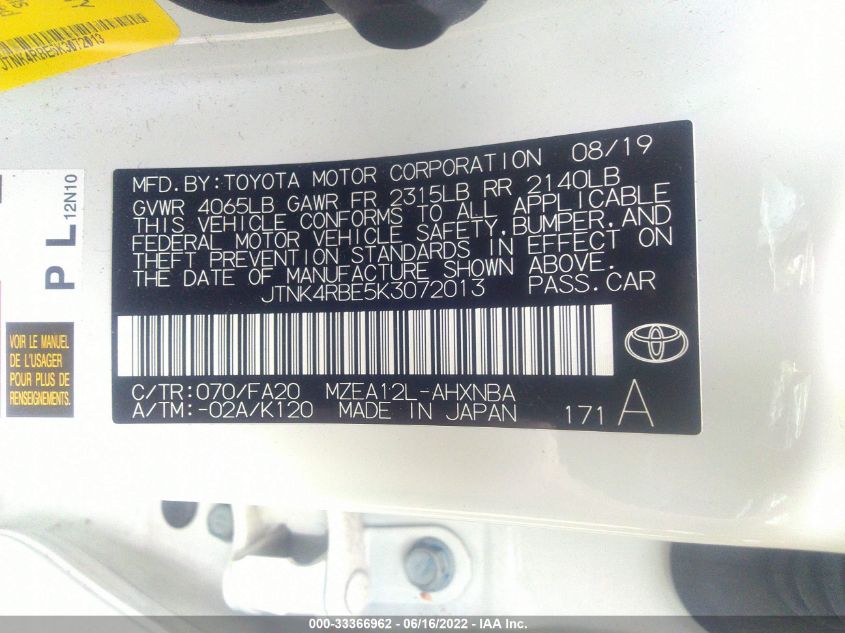 JTNK4RBE5K3072013
P L
12N10
VOIR LE MANUEL
DE L'USAGER
POUR PLUS DE
RENSEIGNEMENTS.
MFD.BY:TOYOTA MOTOR CORPORATION 08/19
GVWR 4065LB GAWR FR 2315LB RR 2140LB
THIS VEHICLE CONFORMS TO ALL APPLICABLE
FEDERAL MOTOR VEHICLE SAFETY,BUMPER,AND
THEFT PREVENTION STANDARDS IN EFFECT ON
THE DATE OF MANUFACTURE SHOWN ABOVE.
JTNK4RBE5K3072013 PASS.CAR
C/TR:070/FA20 MZEA12L-AHXNBA
A/TM:-02A/K120 MADE IN JAPAN 171 A
000-33366962 - 06/16/2022 - IAA Inc.